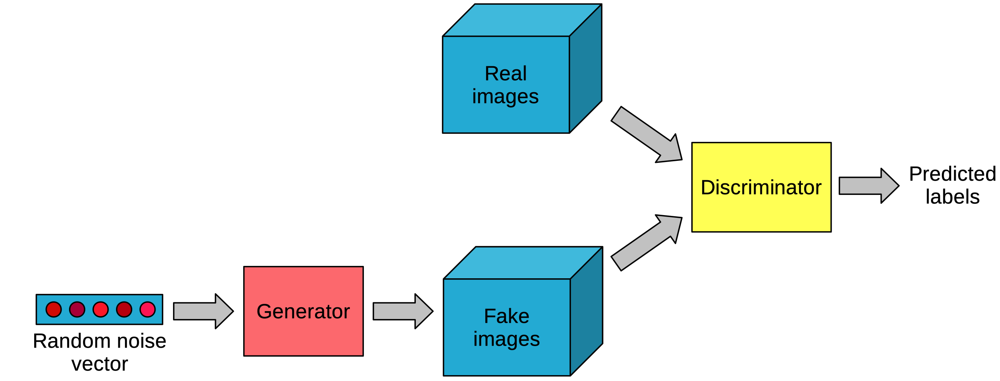 Real
images
Discriminator
Predicted
labels
Generator
Fake
images
Random noise
vector